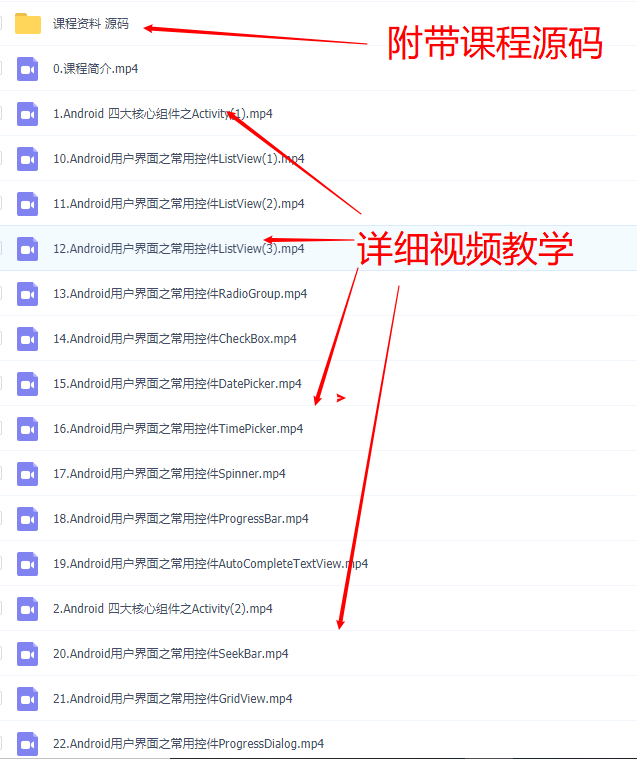 课程资料 源码
附带课程源码
0.课程简介.mp4
1.Android 四大核心组件之Activity(1).mp4
10.Android用户界面之常用控件ListView(1).mp4
11.Android用户界面之常用控件ListView(2).mp4
12.Android用户界面之常用控件ListView(3).mp4
详细视频教学
13.Android用户界面之常用控件RadioGroup.mp4
14.Android用户界面之常用控件CheckBox.mp4
15.Android用户界面之常用控件DatePicker.mp4
16.Android用户界面之常用控件TimePicker.mp4
17.Android用户界面之常用控件Spinner.mp4
18.Android用户界面之常用控件ProgressBar.mp4
19.Android用户界面之常用控件AutoCompleteTextView.mp4
2.Android 四大核心组件之Activity(2).mp4
20.Android用户界面之常用控件SeekBar.mp4
21.Android用户界面之常用控件GridView.mp4
22.Android用户界面之常用控件ProgressDialog.mp4